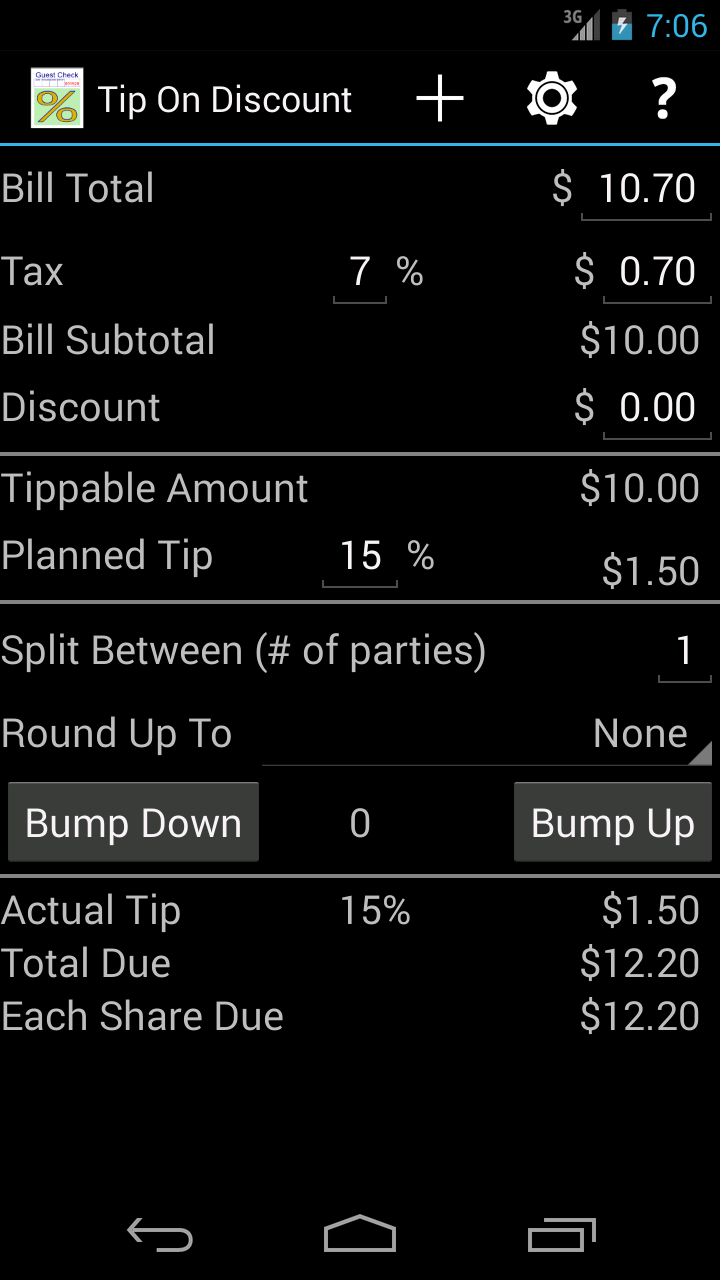 3G 7:06
Guest Check
% Tip On Discount + ?
Bill Total $ 10.70
Tax 7 % $ 0.70
Bill Subtotal $10.00
Discount $ 0.00
Tippable Amount $10.00
Planned Tip 15 % $1.50
Split Between (# of parties) 1
Round Up To None
Bump Down 0 Bump Up
Actual Tip 15% $1.50
Total Due $12.20
Each Share Due $12.20